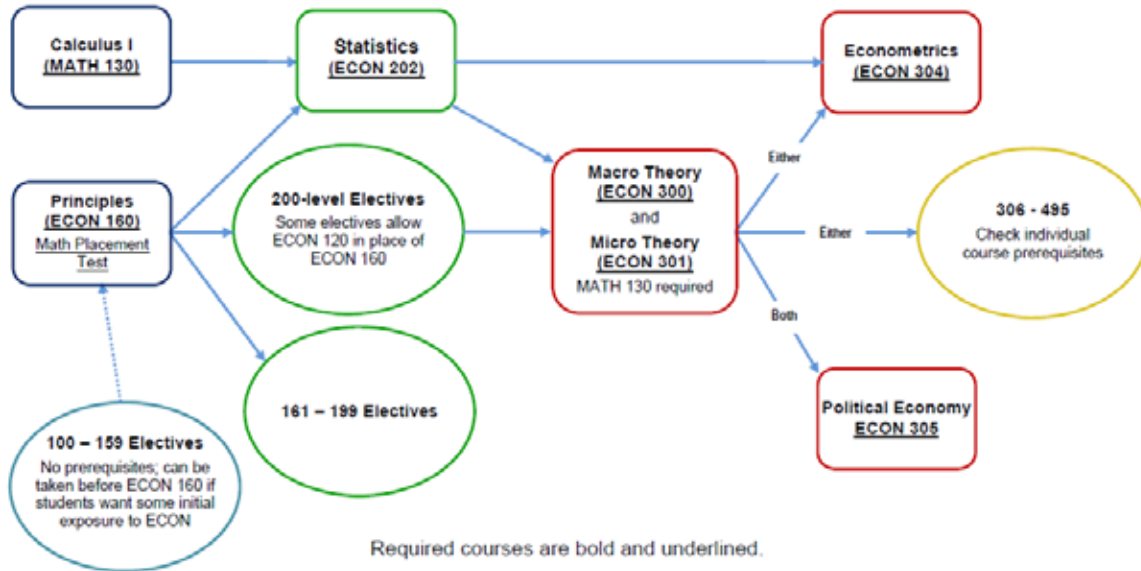 Calculus I
(MATH 130)
Statistics
(ECON 202)
Econometrics
(ECON 304)
Principles
(ECON 160)
Math Placement
Test
200-level Electives
Some electives allow
ECON 120 in place of
ECON 160
Macro Theory
(ECON 300)
and
Micro Theory
(ECON 301)
MATH 130 required
Either
Either
Both
306 - 495
Check individual
course prerequisites
161 – 199 Electives
Political Economy
ECON 305
100 – 159 Electives
No prerequisites; can be
taken before ECON 160 if
students want some initial
exposure to ECON
Required courses are bold and underlined.